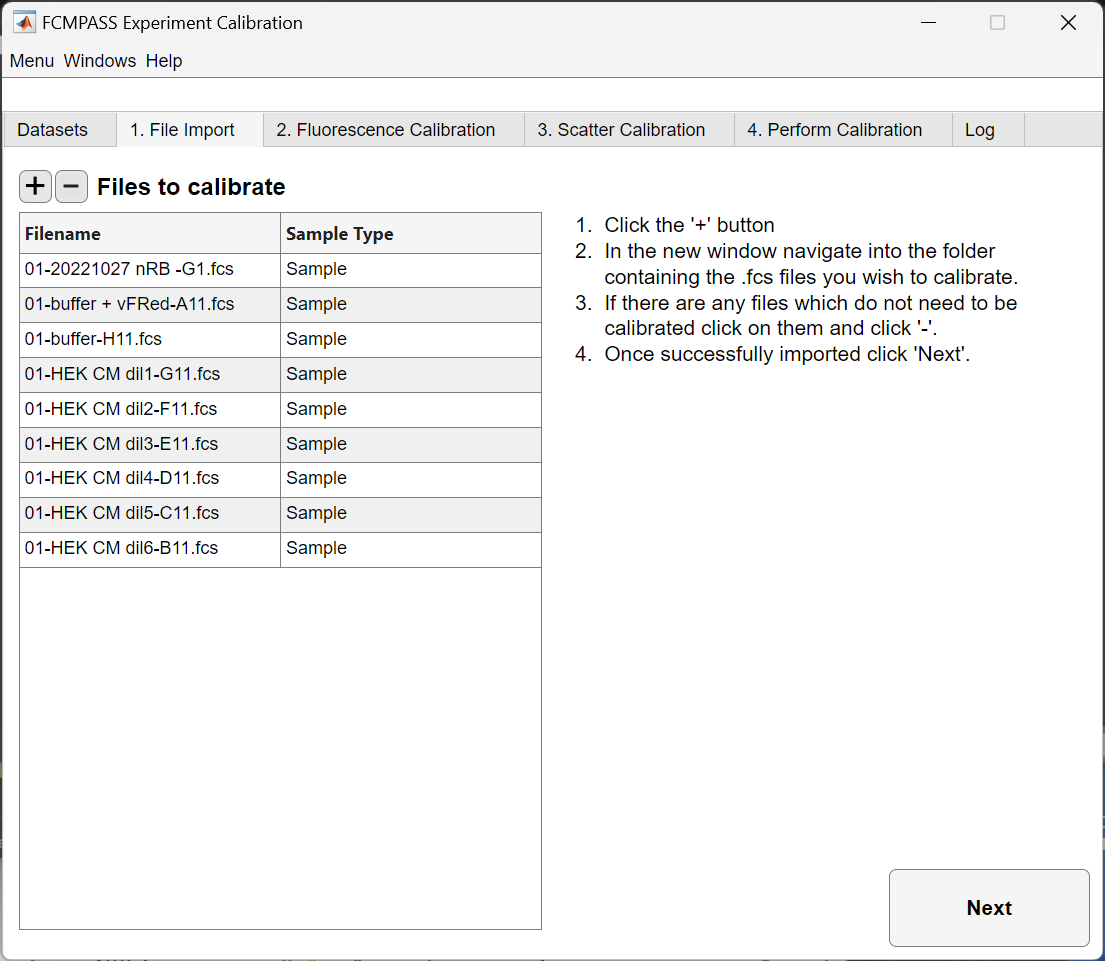 FCMPASS Experiment Calibration
Menu Windows Help
Datasets 1. File Import 2. Fluorescence Calibration 3. Scatter Calibration 4. Perform Calibration Log
+ − Files to calibrate
Filename Sample Type
01-20221027 nRB -G1.fcs Sample
01-buffer + vFRed-A11.fcs Sample
01-buffer-H11.fcs Sample
01-HEK CM dil1-G11.fcs Sample
01-HEK CM dil2-F11.fcs Sample
01-HEK CM dil3-E11.fcs Sample
01-HEK CM dil4-D11.fcs Sample
01-HEK CM dil5-C11.fcs Sample
01-HEK CM dil6-B11.fcs Sample
1. Click the '+' button
2. In the new window navigate into the folder
containing the .fcs files you wish to calibrate.
3. If there are any files which do not need to be
calibrated click on them and click '-'.
4. Once successfully imported click 'Next'.
Next